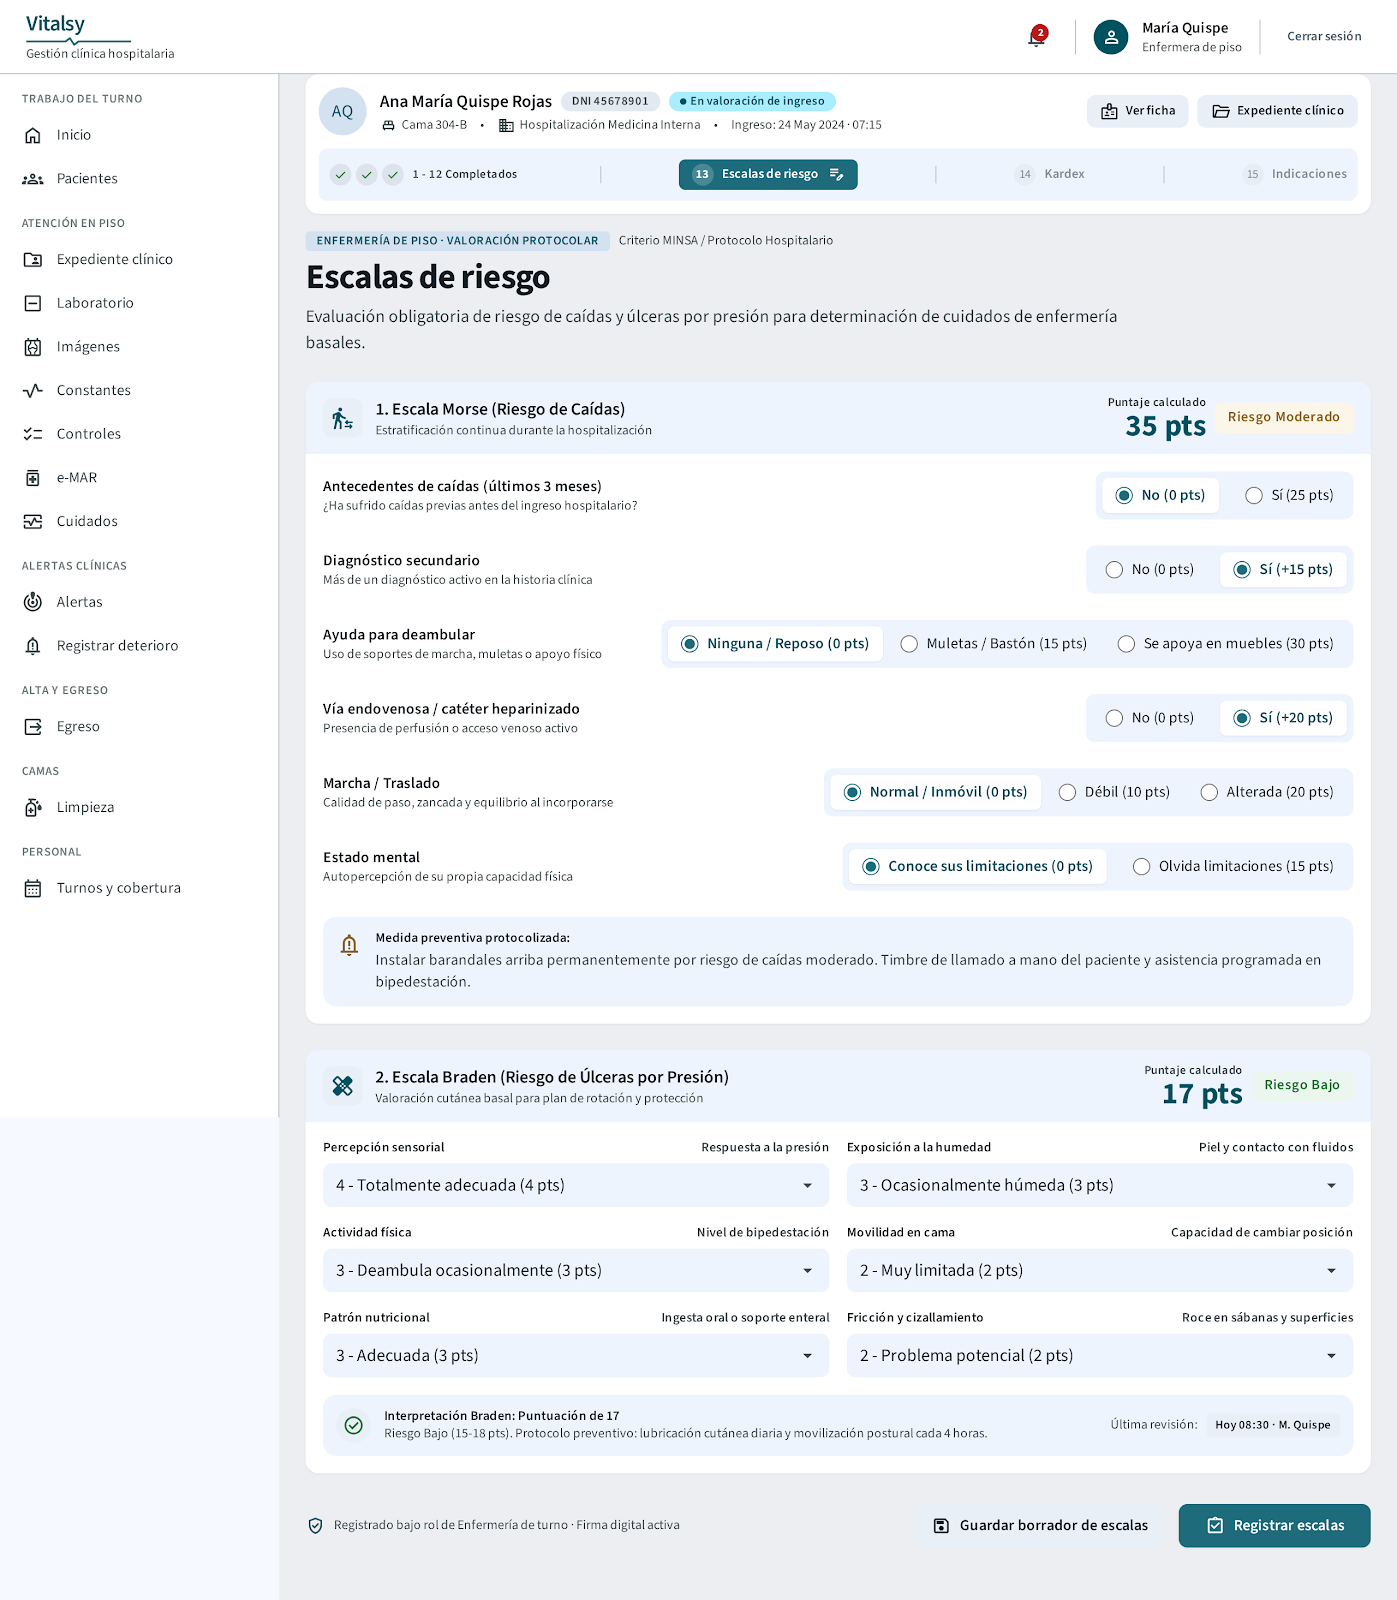 Vitalsy
Gestión clínica hospitalaria
2
María Quispe
Enfermera de piso
Cerrar sesión
TRABAJO DEL TURNO
Inicio
Pacientes
ATENCIÓN EN PISO
Expediente clínico
Laboratorio
Imágenes
Constantes
Controles
e-MAR
Cuidados
ALERTAS CLÍNICAS
Alertas
Registrar deterioro
ALTA Y EGRESO
Egreso
CAMAS
Limpieza
PERSONAL
Turnos y cobertura
AQ
Ana María Quispe Rojas DNI 45678901 • En valoración de ingreso
Cama 304-B • Hospitalización Medicina Interna • Ingreso: 24 May 2024 · 07:15
Ver ficha
Expediente clínico
1 - 12 Completados
13 Escalas de riesgo
14 Kardex
15 Indicaciones
ENFERMERÍA DE PISO · VALORACIÓN PROTOCOLAR Criterio MINSA / Protocolo Hospitalario
Escalas de riesgo
Evaluación obligatoria de riesgo de caídas y úlceras por presión para determinación de cuidados de enfermería
basales.
1. Escala Morse (Riesgo de Caídas)
Estratificación continua durante la hospitalización
Puntaje calculado
35 pts
Riesgo Moderado
Antecedentes de caídas (últimos 3 meses)
¿Ha sufrido caídas previas antes del ingreso hospitalario?
No (0 pts) Sí (25 pts)
Diagnóstico secundario
Más de un diagnóstico activo en la historia clínica
No (0 pts) Sí (+15 pts)
Ayuda para deambular
Uso de soportes de marcha, muletas o apoyo físico
Ninguna / Reposo (0 pts) Muletas / Bastón (15 pts) Se apoya en muebles (30 pts)
Vía endovenosa / catéter heparinizado
Presencia de perfusión o acceso venoso activo
No (0 pts) Sí (+20 pts)
Marcha / Traslado
Calidad de paso, zancada y equilibrio al incorporarse
Normal / Inmóvil (0 pts) Débil (10 pts) Alterada (20 pts)
Estado mental
Autopercepción de su propia capacidad física
Conoce sus limitaciones (0 pts) Olvida limitaciones (15 pts)
Medida preventiva protocolizada:
Instalar barandales arriba permanentemente por riesgo de caídas moderado. Timbre de llamado a mano del paciente y asistencia programada en
bipedestación.
2. Escala Braden (Riesgo de Úlceras por Presión)
Valoración cutánea basal para plan de rotación y protección
Puntaje calculado
17 pts
Riesgo Bajo
Percepción sensorial Respuesta a la presión
4 - Totalmente adecuada (4 pts)
Exposición a la humedad Piel y contacto con fluidos
3 - Ocasionalmente húmeda (3 pts)
Actividad física Nivel de bipedestación
3 - Deambula ocasionalmente (3 pts)
Movilidad en cama Capacidad de cambiar posición
2 - Muy limitada (2 pts)
Patrón nutricional Ingesta oral o soporte enteral
3 - Adecuada (3 pts)
Fricción y cizallamiento Roce en sábanas y superficies
2 - Problema potencial (2 pts)
Interpretación Braden: Puntuación de 17
Riesgo Bajo (15-18 pts). Protocolo preventivo: lubricación cutánea diaria y movilización postural cada 4 horas.
Última revisión: Hoy 08:30 · M. Quispe
Registrado bajo rol de Enfermería de turno · Firma digital activa
Guardar borrador de escalas
Registrar escalas